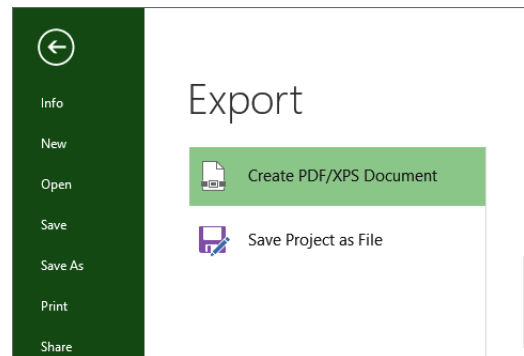 Info
New
Open
Save
Save As
Print
Share
Export
Create PDF/XPS Document
Save Project as File